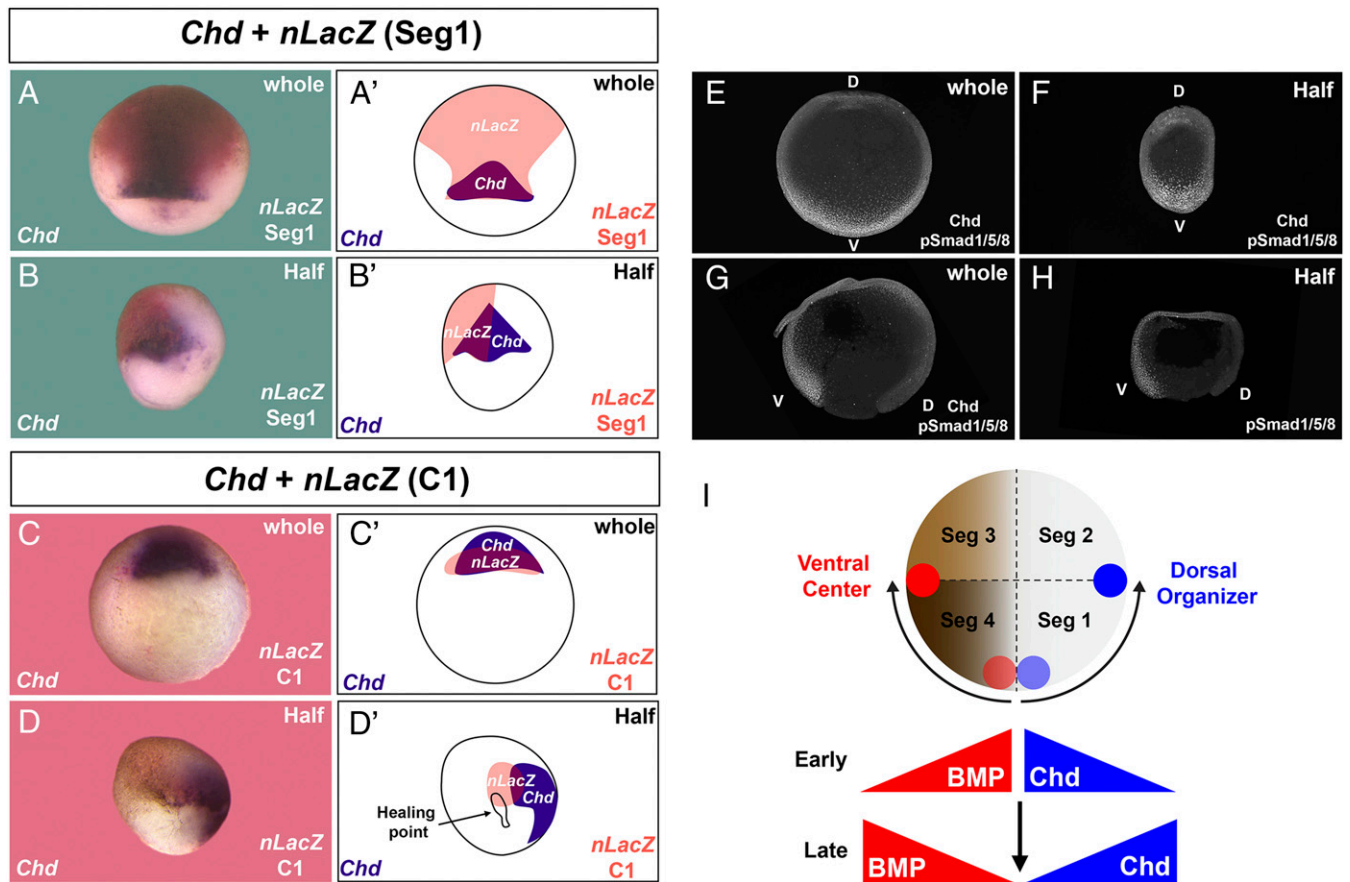 Chd + nLacZ (Seg1)
A
whole
nLacZ
Seg1
Chd
A’
whole
nLacZ
Chd
nLacZ
Seg1
Chd
B
Half
nLacZ
Seg1
Chd
B’
Half
nLacZ
Chd
nLacZ
Seg1
Chd
Chd + nLacZ (C1)
C
whole
nLacZ
C1
Chd
C’
whole
Chd
nLacZ
nLacZ
C1
Chd
D
Half
nLacZ
C1
Chd
D’
Half
nLacZ
Chd
Healing
point
nLacZ
C1
Chd
E
D
whole
V
Chd
pSmad1/5/8
F
D
Half
V
Chd
pSmad1/5/8
G
whole
V
D Chd
pSmad1/5/8
H
Half
V
D
pSmad1/5/8
I
Seg 3
Seg 2
Ventral
Center
Dorsal
Organizer
Seg 4
Seg 1
Early
BMP
Chd
Late
BMP
Chd